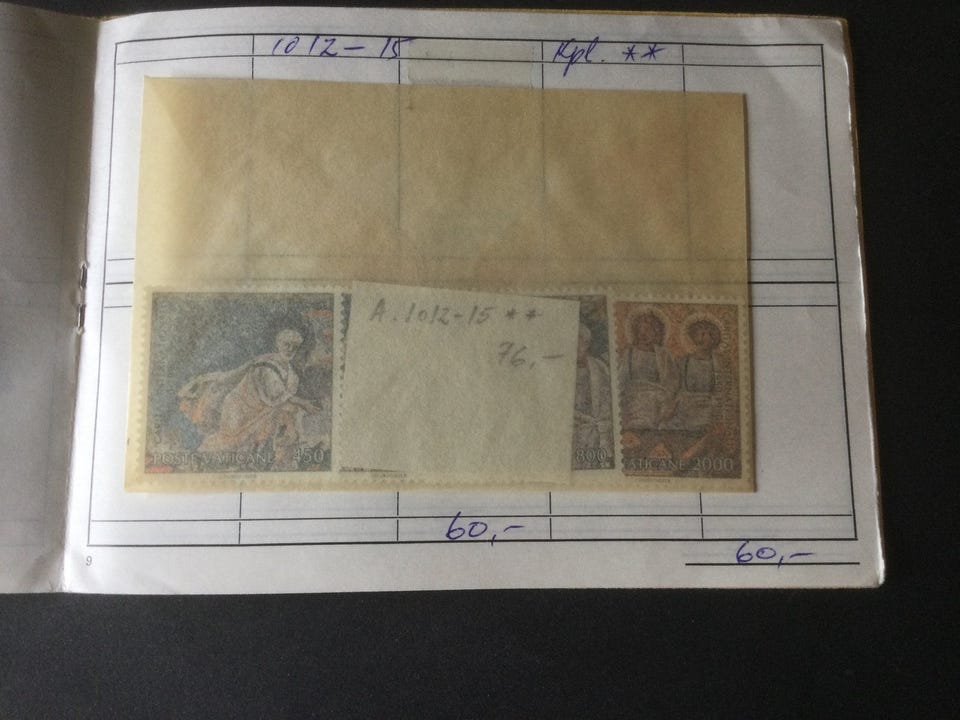 1012-15 Kpl. **
A. 1012-15 **
76,-
POSTE VATICANE 450
800
VATICANE 2000
60,-
60,-
9